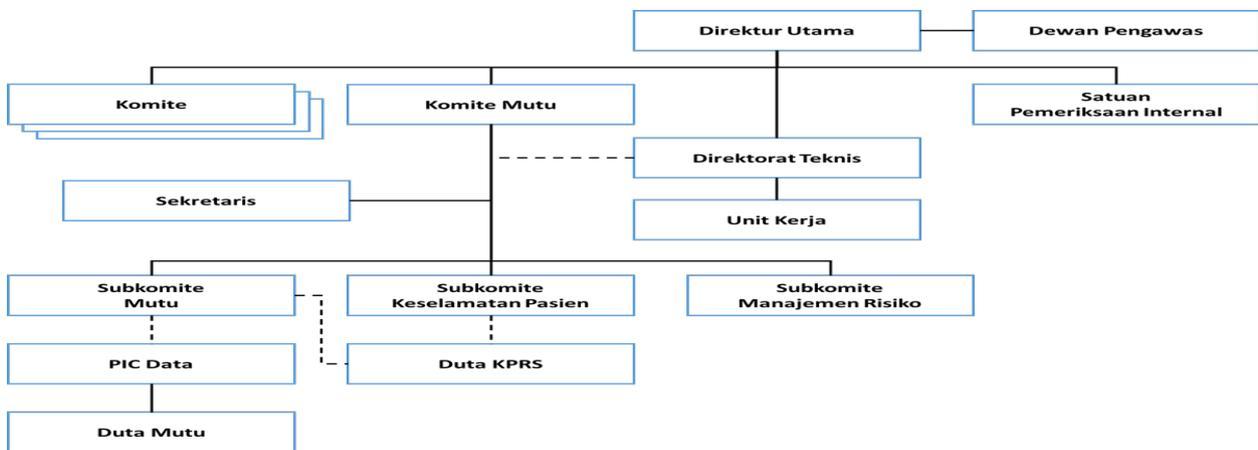 Direktur Utama
Dewan Pengawas
Komite
Komite Mutu
Satuan
Pemeriksaan Internal
Direktorat Teknis
Sekretaris
Unit Kerja
Subkomite
Mutu
Subkomite
Keselamatan Pasien
Subkomite
Manajemen Risiko
PIC Data
Duta KPRS
Duta Mutu